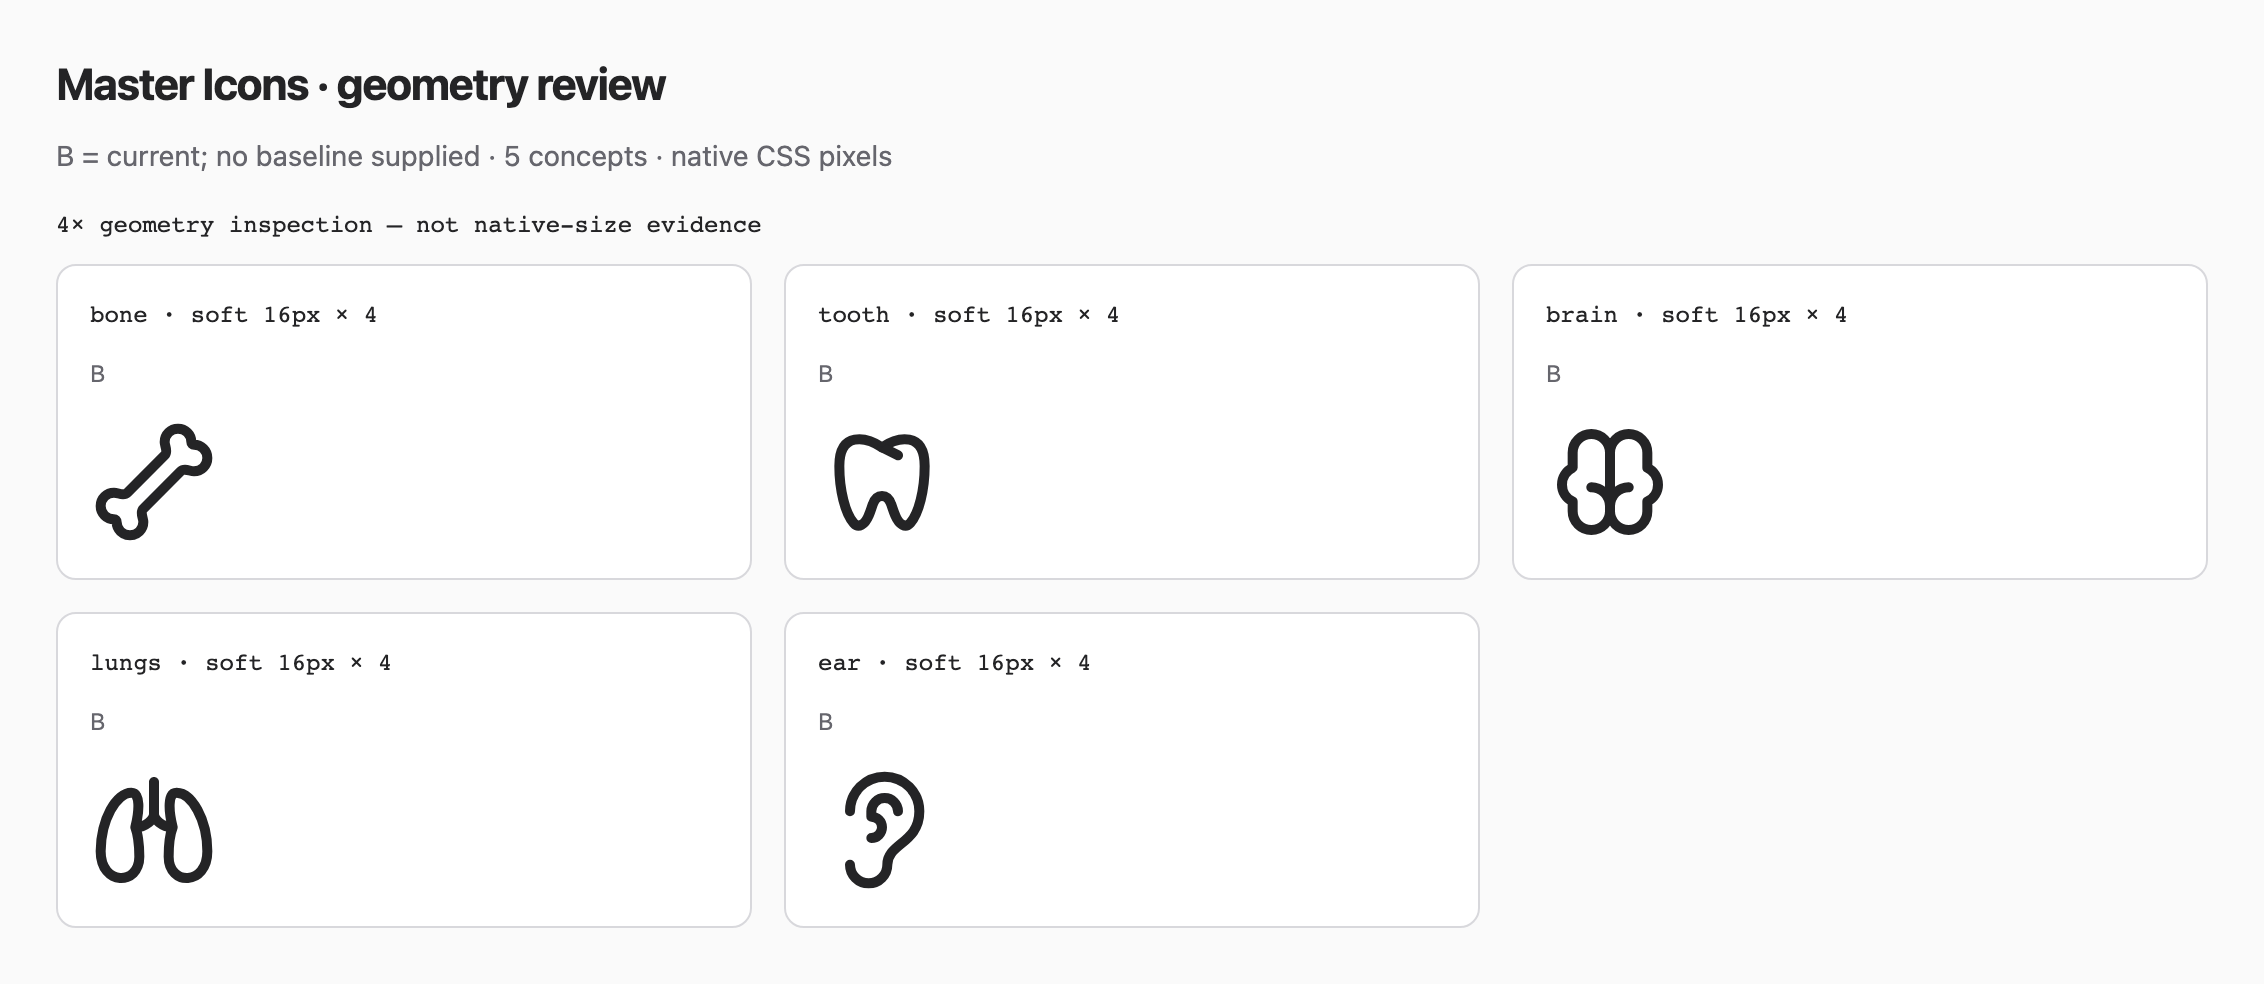 Master Icons · geometry review
B = current; no baseline supplied · 5 concepts · native CSS pixels
4× geometry inspection — not native-size evidence
bone · soft 16px × 4
B
tooth · soft 16px × 4
B
brain · soft 16px × 4
B
lungs · soft 16px × 4
B
ear · soft 16px × 4
B